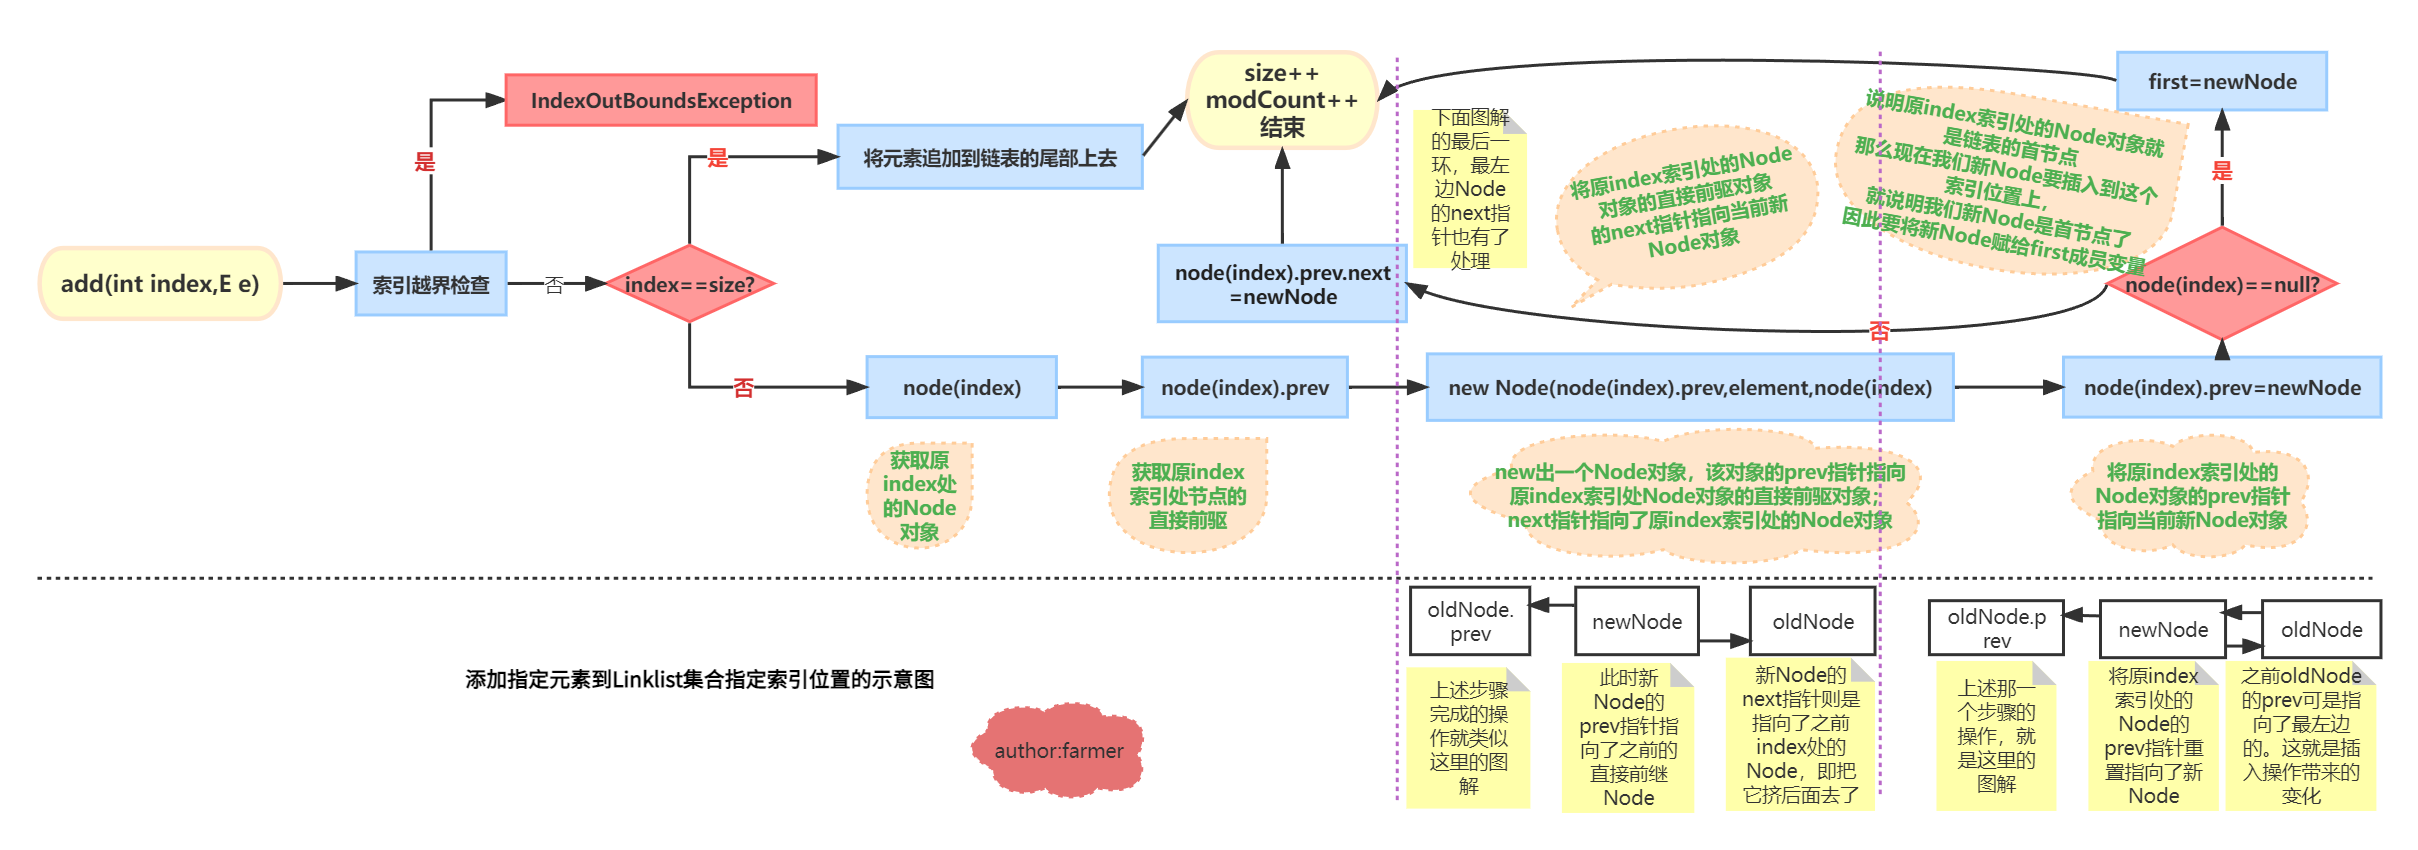 add(int index,E e)
索引越界检查
是
IndexOutBoundsException
否
index==size?
是
将元素追加到链表的尾部上去
size++
modCount++
结束
否
node(index)
node(index).prev
new Node(node(index).prev,element,node(index)
node(index).prev=newNode
node(index)==null?
是
first=newNode
否
node(index).prev.next
=newNode
下面图解
的最后一
环，最左
边Node
的next指
针也有了
处理
将原index索引处的Node
对象的直接前驱对象
的next指针指向当前新
Node对象
说明原index索引处的Node对象就
是链表的首节点
那么现在我们新Node要插入到这个
索引位置上，
就说明我们新Node是首节点了
因此要将新Node赋给first成员变量
获取原
index处
的Node
对象
获取原index
索引处节点的
直接前驱
new出一个Node对象，该对象的prev指针指向
原index索引处Node对象的直接前驱对象；
next指针指向了原index索引处的Node对象
将原index索引处的
Node对象的prev指针
指向当前新Node对象
添加指定元素到Linklist集合指定索引位置的示意图
author:farmer
oldNode.
prev
newNode
oldNode
上述步骤
完成的操
作就类似
这里的图
解
此时新
Node的
prev指针指
向了之前的
直接前继
Node
新Node的
next指针则是
指向了之前
index处的
Node，即把
它挤后面去了
oldNode.p
rev
newNode
oldNode
上述那一
个步骤的
操作，就
是这里的
图解
将原index
索引处的
Node的
prev指针重
置指向了新
Node
之前oldNode
的prev可是指
向了最左边
的。这就是插
入操作带来的
变化